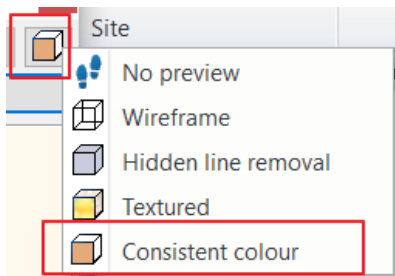 Site
No preview
Wireframe
Hidden line removal
Textured
Consistent colour